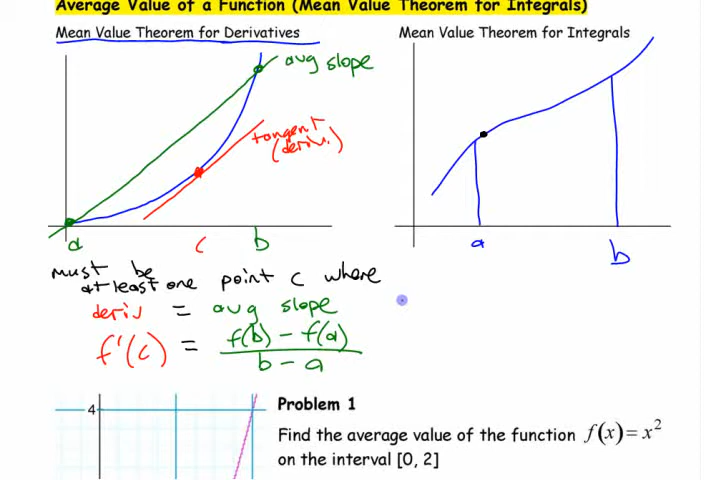 Average Value of a Function (Mean Value Theorem for Integrals)
Mean Value Theorem for Derivatives
Mean Value Theorem for Integrals
avg slope
tangent
(deriv.)
a
c
b
a
b
must be
at least one point c where
deriv = avg slope
f'(c) = f(b) - f(a)
b - a
4
Problem 1
Find the average value of the function f(x) = x²
on the interval [0, 2]